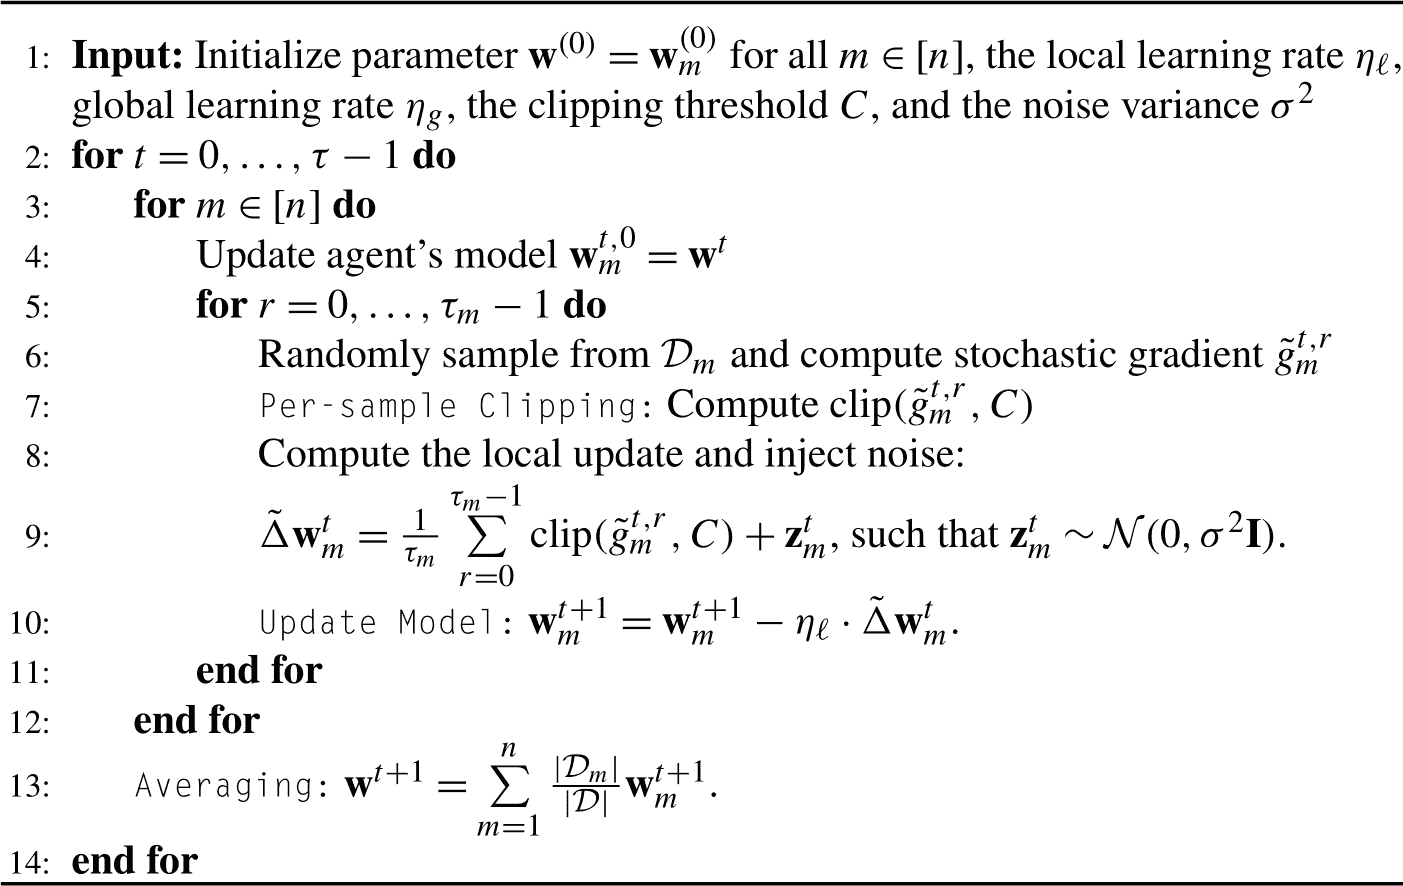 1: Input: Initialize parameter w^{(0)} = w_m^{(0)} for all m ∈ [n], the local learning rate η_ℓ,
global learning rate η_g, the clipping threshold C, and the noise variance σ^2
2: for t = 0, . . . , τ − 1 do
3: for m ∈ [n] do
4: Update agent's model w_m^{t,0} = w^t
5: for r = 0, . . . , τ_m − 1 do
6: Randomly sample from 𝒟_m and compute stochastic gradient g̃_m^{t,r}
7: Per-sample Clipping: Compute clip(g̃_m^{t,r}, C)
8: Compute the local update and inject noise:
9: Δ̃w_m^t = \frac{1}{τ_m} \sum_{r=0}^{τ_m−1} clip(g̃_m^{t,r}, C) + z_m^t, such that z_m^t ∼ 𝒩(0, σ^2 I).
10: Update Model: w_m^{t+1} = w_m^{t+1} − η_ℓ · Δ̃w_m^t.
11: end for
12: end for
13: Averaging: w^{t+1} = \sum_{m=1}^{n} \frac{|𝒟_m|}{|𝒟|} w_m^{t+1}.
14: end for